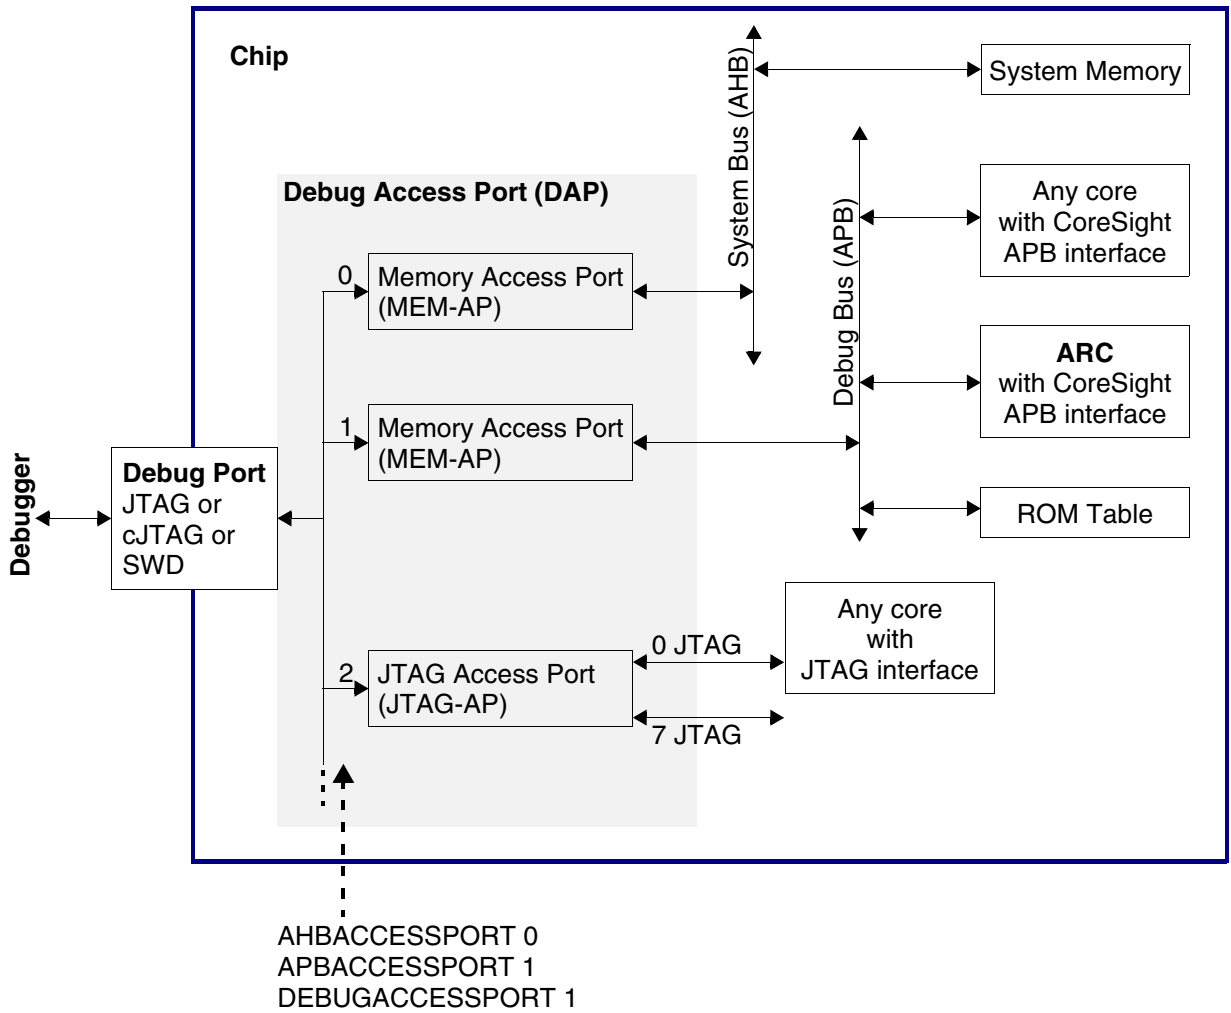 Chip
System Bus (AHB)
System Memory
Debug Bus (APB)
Any core
with CoreSight
APB interface
Debug Access Port (DAP)
0
Memory Access Port
(MEM-AP)
ARC
with CoreSight
APB interface
1
Memory Access Port
(MEM-AP)
ROM Table
Debugger
Debug Port
JTAG or
cJTAG or
SWD
2
JTAG Access Port
(JTAG-AP)
0 JTAG
7 JTAG
Any core
with
JTAG interface
AHBACCESSPORT 0
APBACCESSPORT 1
DEBUGACCESSPORT 1